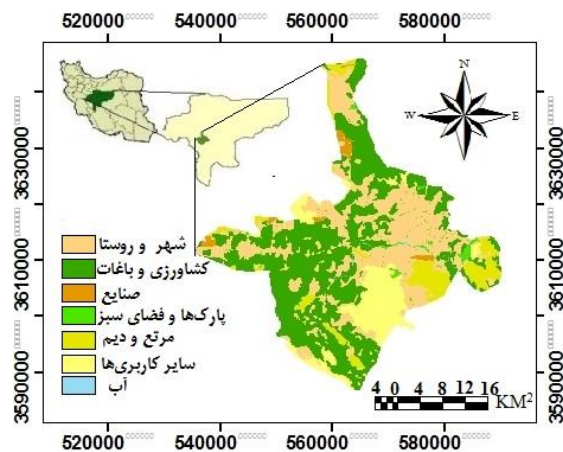 520000 540000 560000 580000
N
W E
S
3630000 3630000
3610000 3610000
3590000 3590000
شهر و روستا
کشاورزی و باغات
صنایع
پارک‌ها و فضای سبز
مرتع و دیم
سایر کاربری‌ها
آب
4 0 4 8 12 16
KM²
520000 540000 560000 580000